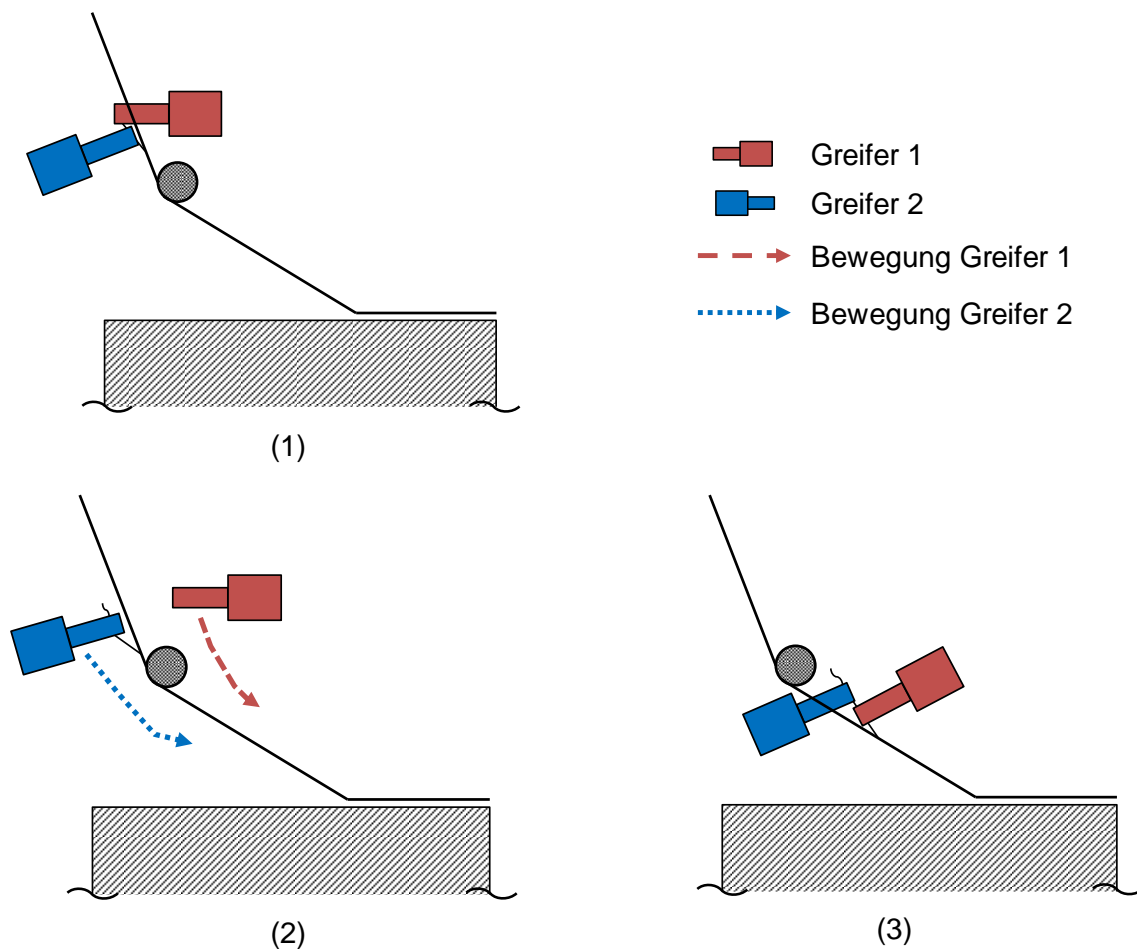 Greifer 1
Greifer 2
Bewegung Greifer 1
Bewegung Greifer 2
(1)
(2)
(3)